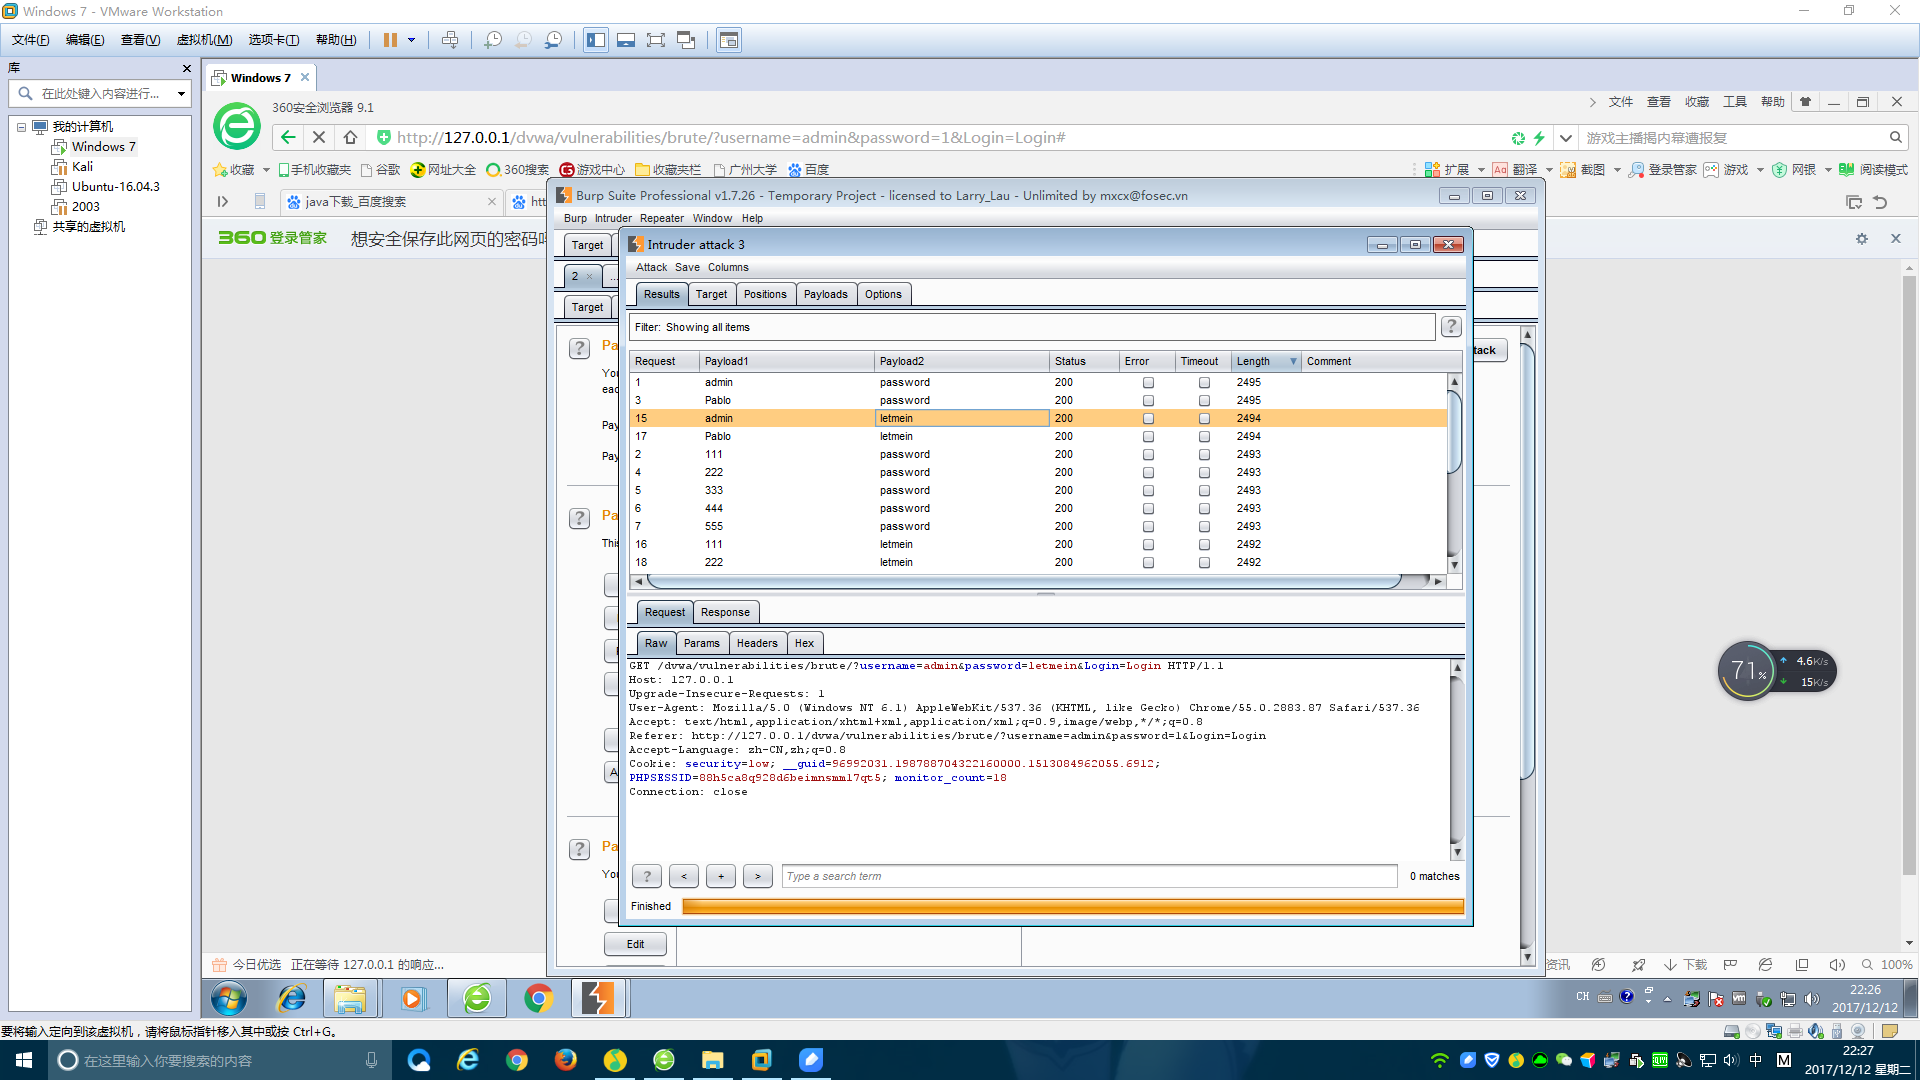 Windows 7 - VMware Workstation
文件(F) 编辑(E) 查看(V) 虚拟机(M) 选项卡(T) 帮助(H)
库
在此处键入内容进行...
我的计算机
Windows 7
Kali
Ubuntu-16.04.3
2003
共享的虚拟机
Windows 7
360安全浏览器 9.1
文件 查看 收藏 工具 帮助
http://127.0.0.1/dvwa/vulnerabilities/brute/?username=admin&password=1&Login=Login#
游戏主播揭内幕遭报复
收藏 手机收藏夹 谷歌 网址大全 360搜索 游戏中心 收藏夹栏 广州大学 百度
扩展 翻译 截图 登录管家 游戏 网银 阅读模式
java下载_百度搜索
htt
360 登录管家 想安全保存此网页的密码吗
Burp Suite Professional v1.7.26 - Temporary Project - licensed to Larry_Lau - Unlimited by mxcx@fosec.vn
Burp Intruder Repeater Window Help
Target
2 ...
Target
Intruder attack 3
Attack Save Columns
Results Target Positions Payloads Options
Filter: Showing all items
?
Request Payload1 Payload2 Status Error Timeout Length Comment
1 admin password 200 2495
3 Pablo password 200 2495
15 admin letmein 200 2494
17 Pablo letmein 200 2494
2 111 password 200 2493
4 222 password 200 2493
5 333 password 200 2493
6 444 password 200 2493
7 555 password 200 2493
16 111 letmein 200 2492
18 222 letmein 200 2492
Request Response
Raw Params Headers Hex
GET /dvwa/vulnerabilities/brute/?username=admin&password=letmein&Login=Login HTTP/1.1
Host: 127.0.0.1
Upgrade-Insecure-Requests: 1
User-Agent: Mozilla/5.0 (Windows NT 6.1) AppleWebKit/537.36 (KHTML, like Gecko) Chrome/55.0.2883.87 Safari/537.36
Accept: text/html,application/xhtml+xml,application/xml;q=0.9,image/webp,*/*;q=0.8
Referer: http://127.0.0.1/dvwa/vulnerabilities/brute/?username=admin&password=1&Login=Login
Accept-Language: zh-CN,zh;q=0.8
Cookie: security=low; __guid=96992031.198788704322160000.1513084962055.6912;
PHPSESSID=88h5ca8q928d6beimnsmm17qt5; monitor_count=18
Connection: close
? < + > Type a search term 0 matches
Finished
? Pa
You
eac
Pay
Pay
tack
? Pa
This
A
? Pa
You
Edit
71% 4.6K/s
15K/s
今日优选 正在等待 127.0.0.1 的响应...
资讯 下载 100%
CH 22:26
2017/12/12
要将输入定向到该虚拟机，请将鼠标指针移入其中或按 Ctrl+G。
在这里输入你要搜索的内容
中 M 22:27
2017/12/12 星期二